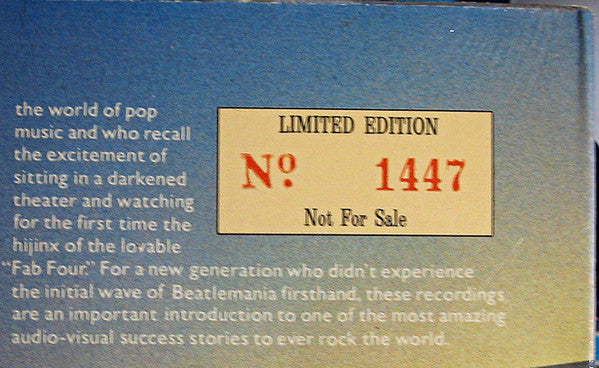 the world of pop
music and who recall
the excitement of
sitting in a darkened
theater and watching
for the first time the
hijinx of the lovable
"Fab Four." For a new generation who didn't experience
the initial wave of Beatlemania firsthand, these recordings
are an important introduction to one of the most amazing
audio-visual success stories to ever rock the world.
LIMITED EDITION
Nº 1447
Not For Sale